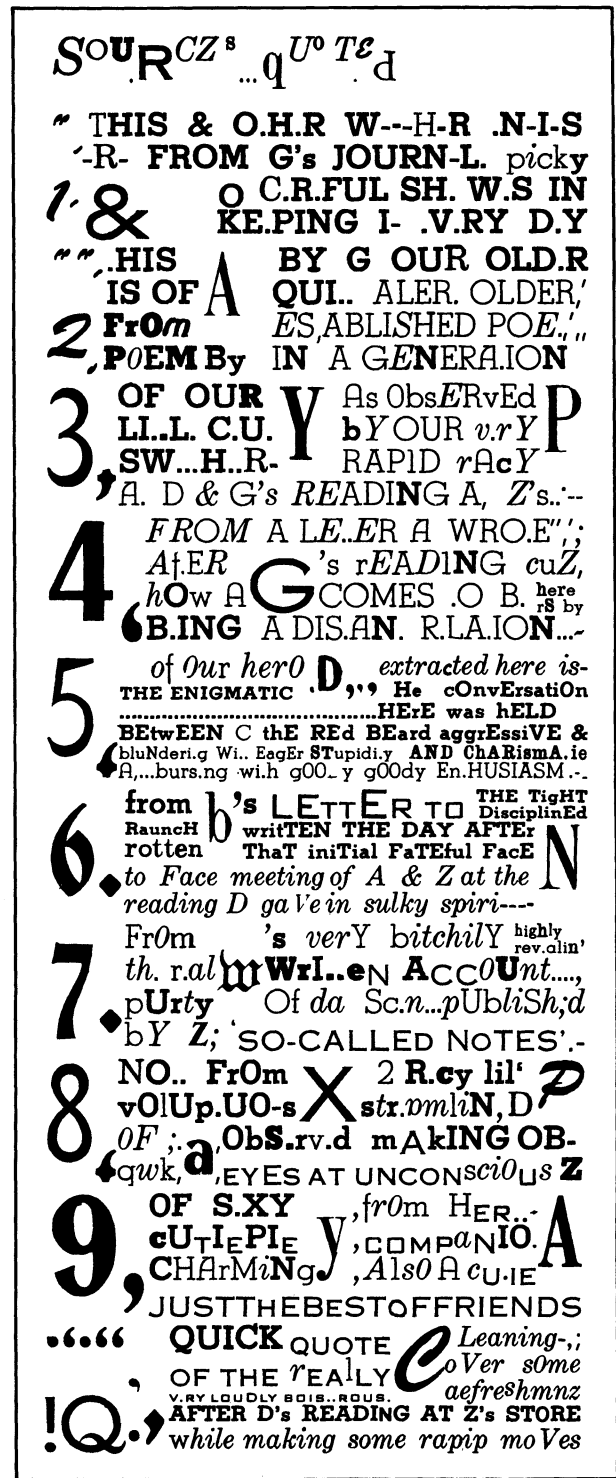 SOU.RCZ s...qUO TEd
" THIS & O.H.R W---H-R .N-I-S
'-R- FROM G's JOURN-L. picky
1. & O C.R.FUL SH. W.S IN
KE.PING I- .V.RY D.Y
" ",.HIS A BY G OUR OLD.R
IS OF QUI.. ALER. OLDER,'
2, FrOm ES,ABLISHED POE.,',,
POEM By IN A GENERA.ION
3, OF OUR Y As ObsERvEd P
LI..L. C.U. bYOUR v.rY
SW...H..R- RAPID rAcY
A. D & G's READING A, Z's..·--
4 FROM A LE..ER A WRO.E"';
Af.ER G 's rEADING cuZ,
hOw A COMES .O B. here rS by
B.ING A DIS.AN. R.LA.ION...-
5 of Our herO D,,,, extracted here is-
THE ENIGMATIC ' He cOnvErsatiOn
......................................HErE was hELD
BEtwEEN C thE REd BEard aggrEssiVE &
bluNderi.g Wi.. EagEr STupidi.y AND ChARismA.ie
A,...burs.ng wi.h gOO_y gOOdy En.HUSIASM .-.
6. from b's LETTER TO THE TigHT DisciplinEd
RauncH writTEN THE DAY AFTEr N
rotten ThaT iniTial FaTEful FacE
to Face meeting of A & Z at the
reading D gaVe in sulky spiri----
7. FrOm 's verY bitchilY highly rev.alin'
th. r.al m WrI..eN ACCOUnt....,
pUrty Of da Sc.n...pUbliSh;d
bY Z; 'SO-CALLED NoTES'.-
8 NO.. FrOm X 2 R.cy lil' P
vOlUp.UO-s str.omliN, D
OF ;.:a,ObS.rv.d mAkING OB-
qwk, ,EYES AT UNCONSCiOUs Z
9, OF S.XY y ,frOm HER..- A
cUTIEPIE ,COMPaNIO.
CHArMiNg ,AlsO A cU.IE
JUSTTHEBESTOFFRIENDS
QUICK QUOTE C Leaning-,;
, OF THE rEAlLY oVer sOme
V.RY LOUDLY BOIS..ROUS. aefreshmnz
!Q., AFTER D's READING AT Z's STORE
while making some rapip moVes